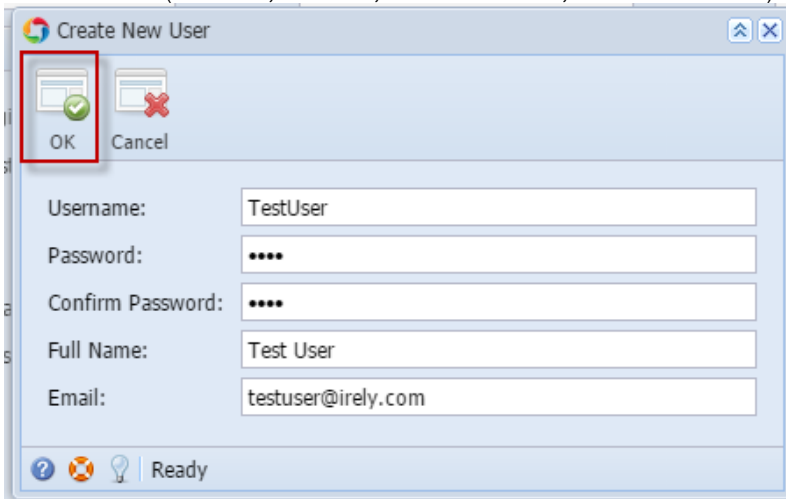 Create New User
OK Cancel
Username: TestUser
Password: ••••
Confirm Password: ••••
Full Name: Test User
Email: testuser@irely.com
Ready